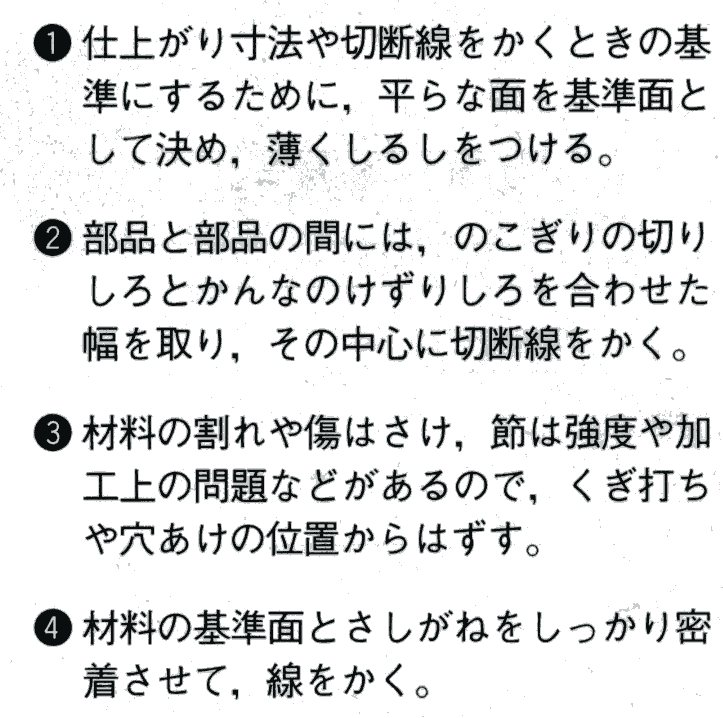 ❶ 仕上がり寸法や切断線をかくときの基
準にするために，平らな面を基準面と
して決め，薄くしるしをつける。
❷ 部品と部品の間には，のこぎりの切り
しろとかんなのけずりしろを合わせた
幅を取り，その中心に切断線をかく。
❸ 材料の割れや傷はさけ，節は強度や加
工上の問題などがあるので，くぎ打ち
や穴あけの位置からはずす。
❹ 材料の基準面とさしがねをしっかり密
着させて，線をかく。